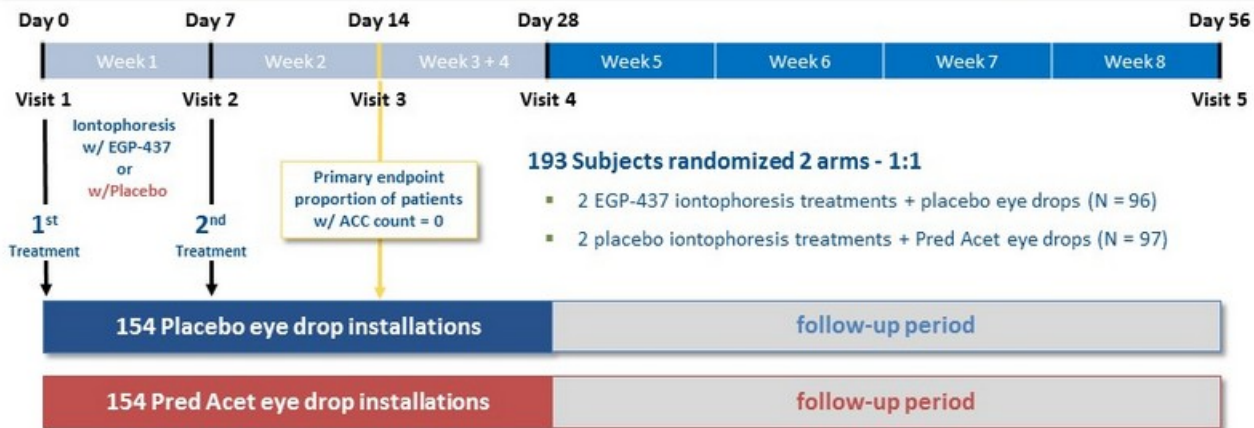 Day 0 Day 7 Day 14 Day 28 Day 56
Week 1 Week 2 Week 3 + 4 Week 5 Week 6 Week 7 Week 8
Visit 1 Visit 2 Visit 3 Visit 4 Visit 5
Iontophoresis
w/ EGP-437
or
w/Placebo
1st
Treatment
2nd
Treatment
Primary endpoint
proportion of patients
w/ ACC count = 0
193 Subjects randomized 2 arms - 1:1
▪ 2 EGP-437 iontophoresis treatments + placebo eye drops (N = 96)
▪ 2 placebo iontophoresis treatments + Pred Acet eye drops (N = 97)
154 Placebo eye drop installations follow-up period
154 Pred Acet eye drop installations follow-up period